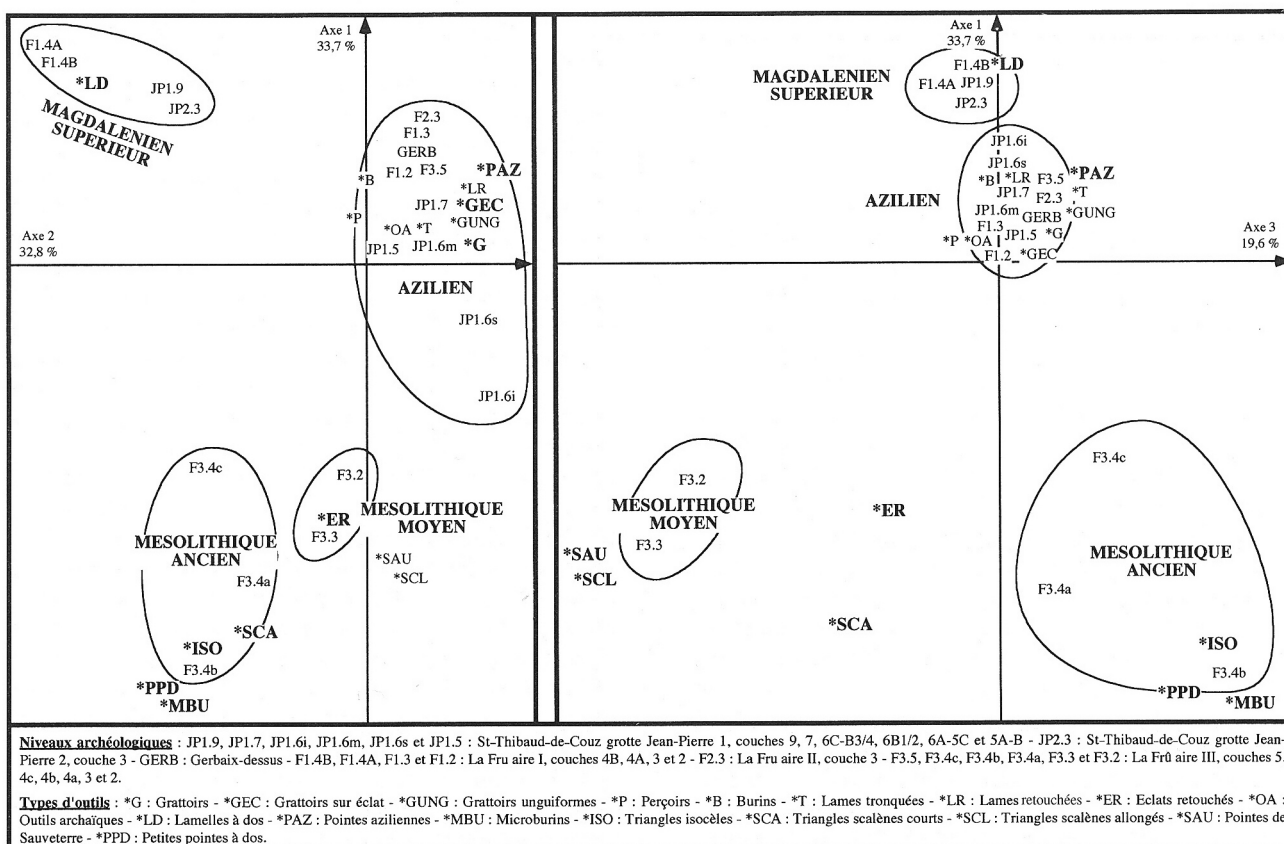 Axe 1
33,7 %
F1.4A
F1.4B
*LD
JP1.9
JP2.3
MAGDALENIEN
SUPERIEUR
F2.3
F1.3
GERB
F1.2 F3.5 *PAZ
*B
*LR
JP1.7 *GEC
*P
*OA *T *GUNG
JP1.5 JP1.6m *G
Axe 2
32,8 %
AZILIEN
JP1.6s
JP1.6i
F3.4c
F3.2
*ER
F3.3
MESOLITHIQUE
MOYEN
MESOLITHIQUE
ANCIEN
*SAU
*SCL
F3.4a
*SCA
*ISO
F3.4b
*PPD
*MBU
Axe 1
33,7 %
MAGDALENIEN
SUPERIEUR
F1.4B *LD
F1.4A JP1.9
JP2.3
JP1.6i
JP1.6s
*B *LR F3.5 *PAZ
JP1.7 *T
F2.3
AZILIEN
JP1.6m GERB *GUNG
F1.3 *G
*P *OA JP1.5
F1.2 *GEC
Axe 3
19,6 %
F3.2
MESOLITHIQUE
MOYEN
F3.3
*SAU
*SCL
*ER
*SCA
F3.4c
MESOLITHIQUE
ANCIEN
F3.4a
*ISO
F3.4b
*PPD
*MBU
Niveaux archéologiques : JP1.9, JP1.7, JP1.6i, JP1.6m, JP1.6s et JP1.5 : St-Thibaud-de-Couz grotte Jean-Pierre 1, couches 9, 7, 6C-B3/4, 6B1/2, 6A-5C et 5A-B - JP2.3 : St-Thibaud-de-Couz grotte Jean-
Pierre 2, couche 3 - GERB : Gerbaix-dessus - F1.4B, F1.4A, F1.3 et F1.2 : La Fru aire I, couches 4B, 4A, 3 et 2 - F2.3 : La Fru aire II, couche 3 - F3.5, F3.4c, F3.4b, F3.4a, F3.3 et F3.2 : La Frû aire III, couches 5,
4c, 4b, 4a, 3 et 2.
Types d'outils : *G : Grattoirs - *GEC : Grattoirs sur éclat - *GUNG : Grattoirs unguiformes - *P : Perçoirs - *B : Burins - *T : Lames tronquées - *LR : Lames retouchées - *ER : Eclats retouchés - *OA :
Outils archaïques - *LD : Lamelles à dos - *PAZ : Pointes aziliennes - *MBU : Microburins - *ISO : Triangles isocèles - *SCA : Triangles scalènes courts - *SCL : Triangles scalènes allongés - *SAU : Pointes de
Sauveterre - *PPD : Petites pointes à dos.